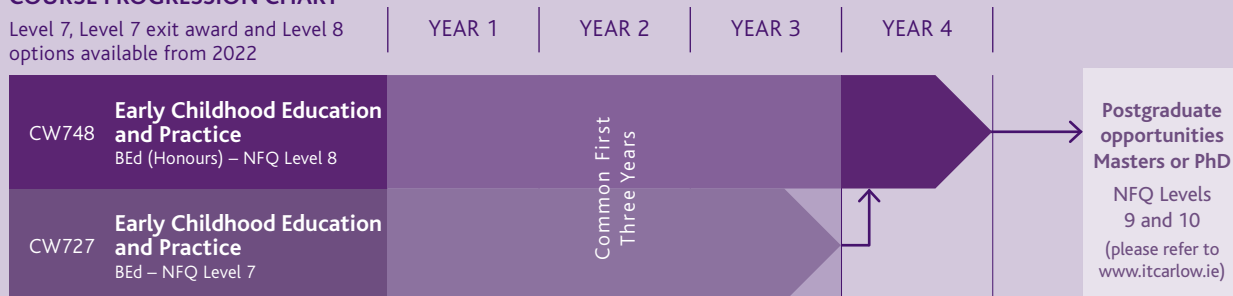 COURSE PROGRESSION CHART
Level 7, Level 7 exit award and Level 8
options available from 2022
YEAR 1
YEAR 2
YEAR 3
YEAR 4
CW748
Early Childhood Education
and Practice
BEd (Honours) – NFQ Level 8
CW727
Early Childhood Education
and Practice
BEd – NFQ Level 7
Common First
Three Years
Postgraduate
opportunities
Masters or PhD
NFQ Levels
9 and 10
(please refer to
www.itcarlow.ie)